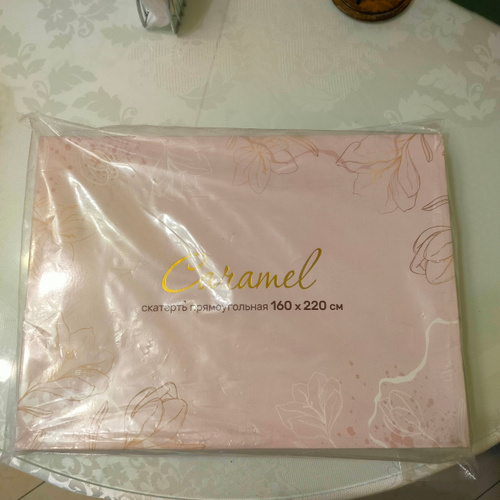 Caramel
скатерть прямоугольная 160 x 220 см